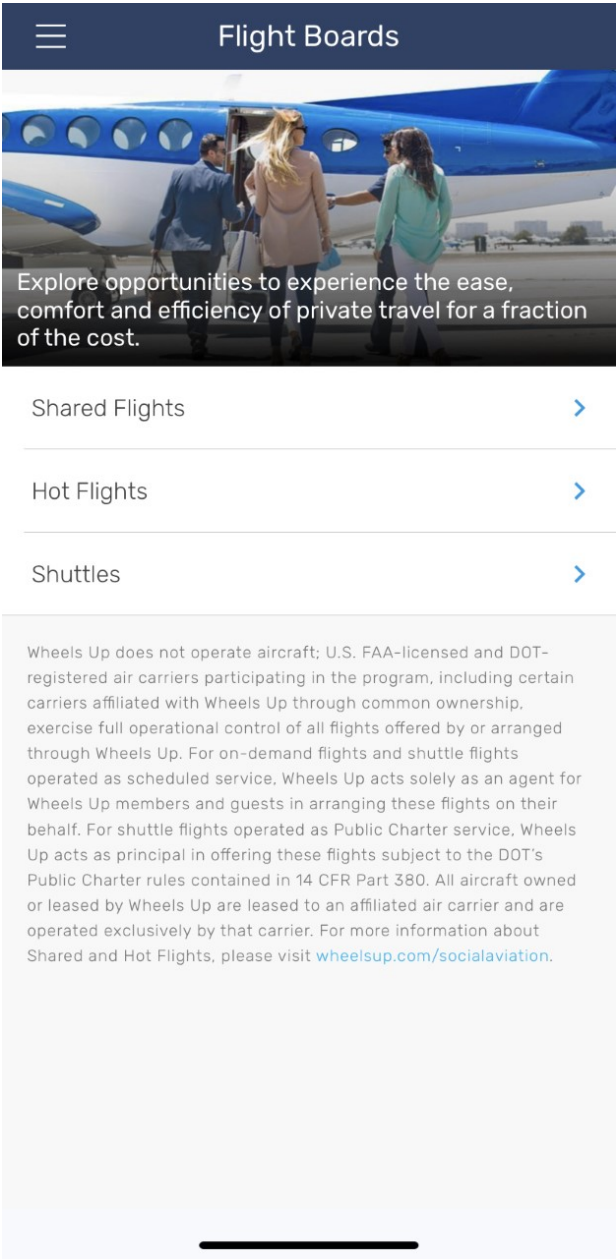 Flight Boards
Explore opportunities to experience the ease,
comfort and efficiency of private travel for a fraction
of the cost.
Shared Flights
Hot Flights
Shuttles
Wheels Up does not operate aircraft; U.S. FAA-licensed and DOT-
registered air carriers participating in the program, including certain
carriers affiliated with Wheels Up through common ownership,
exercise full operational control of all flights offered by or arranged
through Wheels Up. For on-demand flights and shuttle flights
operated as scheduled service, Wheels Up acts solely as an agent for
Wheels Up members and guests in arranging these flights on their
behalf. For shuttle flights operated as Public Charter service, Wheels
Up acts as principal in offering these flights subject to the DOT's
Public Charter rules contained in 14 CFR Part 380. All aircraft owned
or leased by Wheels Up are leased to an affiliated air carrier and are
operated exclusively by that carrier. For more information about
Shared and Hot Flights, please visit wheelsup.com/socialaviation.